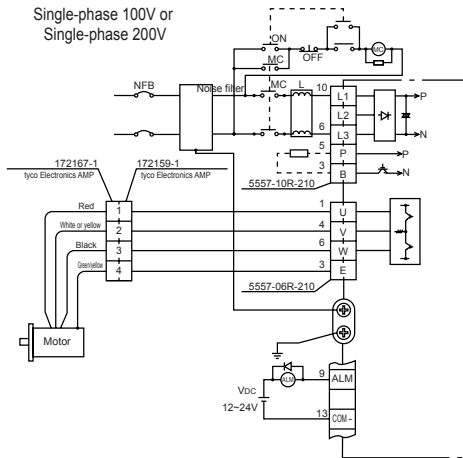 Single-phase 100V or
Single-phase 200V
ON
MC
OFF
MC
NFB
Noise filter
MC
L
10
L1
P
L2
6
L3
N
5
P
P
3
B
N
172167-1
172159-1
tyco Electronics AMP
tyco Electronics AMP
5557-10R-210
Red
1
1
U
White or yellow
2
4
V
Black
3
6
W
Green/yellow
4
3
E
5557-06R-210
Motor
ALM
9
ALM
VDC
12~24V
13
COM –